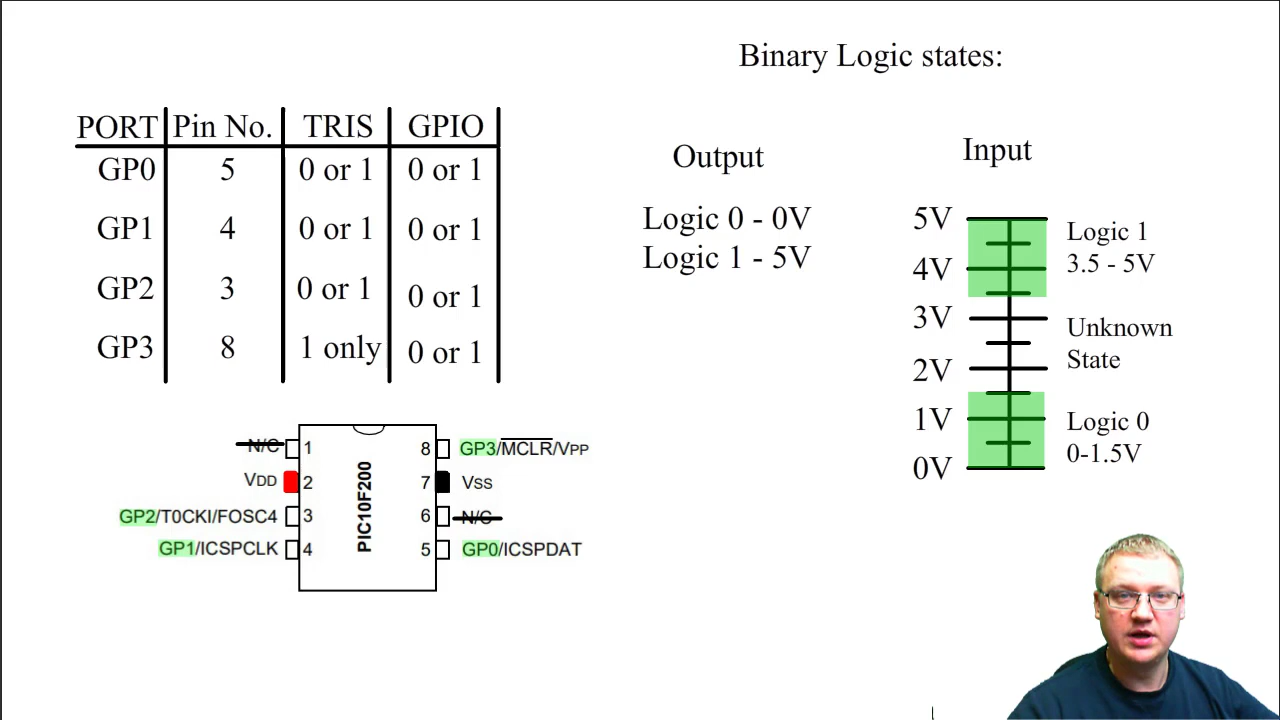 Binary Logic states:
PORT Pin No. TRIS GPIO
GP0 5 0 or 1 0 or 1
GP1 4 0 or 1 0 or 1
GP2 3 0 or 1 0 or 1
GP3 8 1 only 0 or 1
Output
Logic 0 - 0V
Logic 1 - 5V
Input
5V
4V
3V
2V
1V
0V
Logic 1
3.5 - 5V
Unknown
State
Logic 0
0-1.5V
N/C 1 8 GP3/MCLR/VPP
VDD 2 7 VSS
GP2/T0CKI/FOSC4 3 6 N/C
GP1/ICSPCLK 4 5 GP0/ICSPDAT
PIC10F200